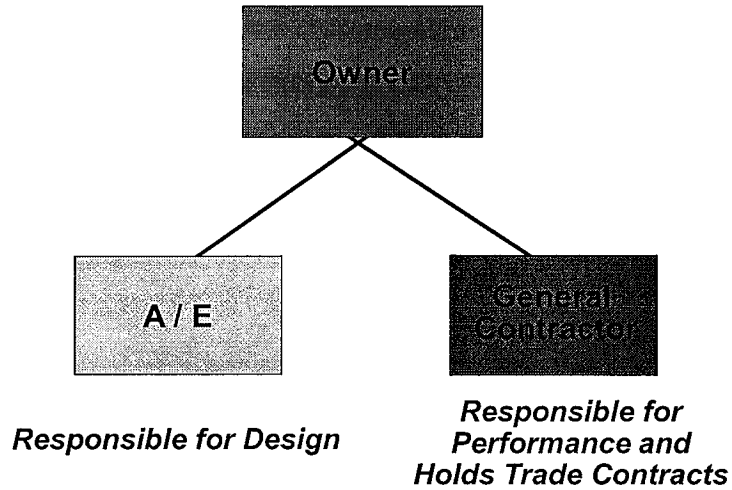 Owner
A / E
General
Contractor
Responsible for Design
Responsible for
Performance and
Holds Trade Contracts